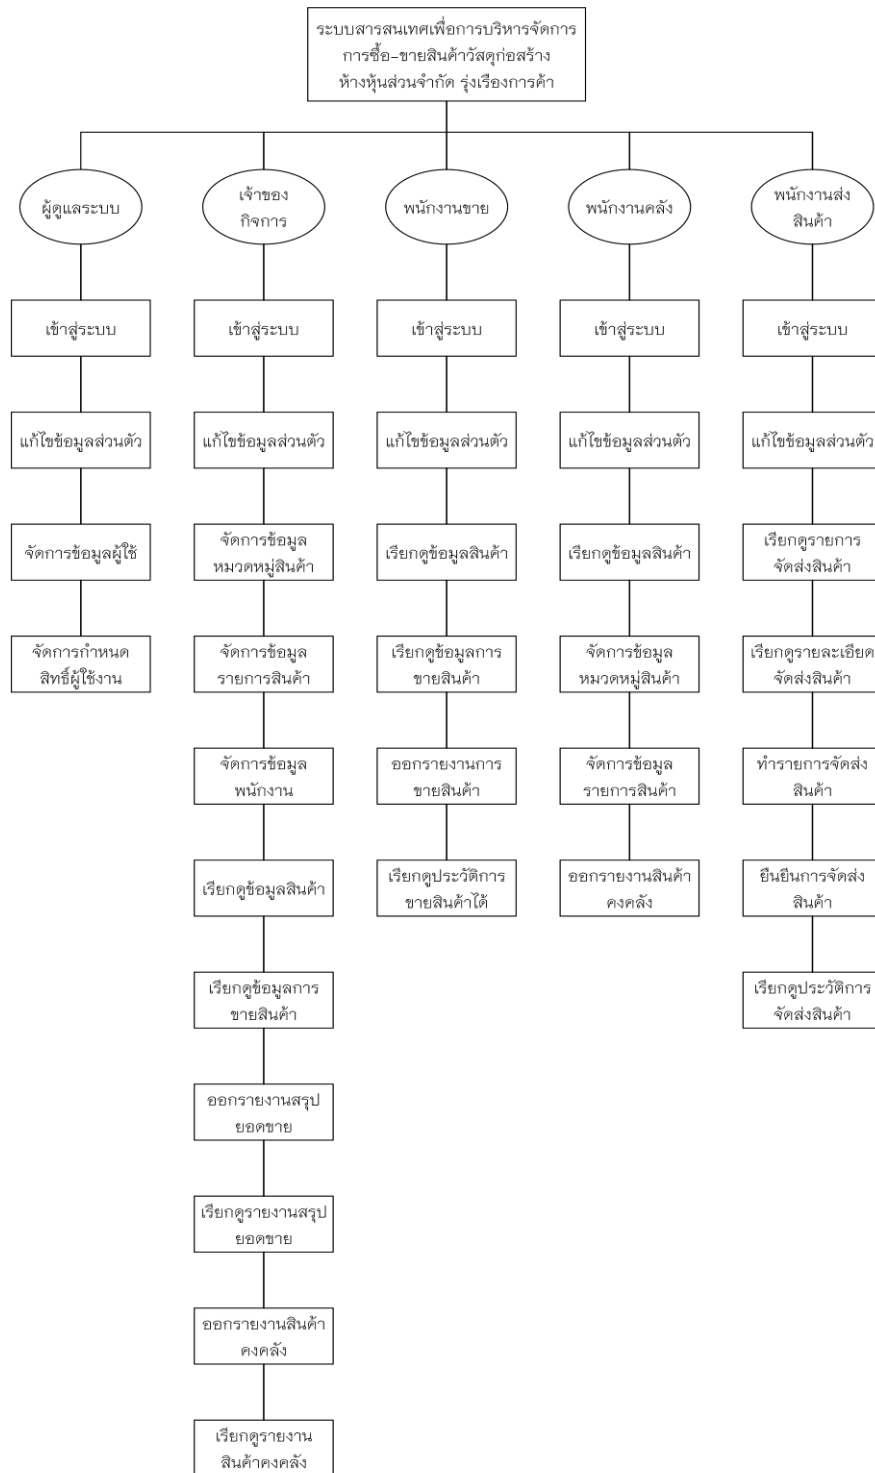 ระบบสารสนเทศเพื่อการบริหารจัดการ
การซื้อ-ขายสินค้าวัสดุก่อสร้าง
ห้างหุ้นส่วนจำกัด รุ่งเรืองการค้า
ผู้ดูแลระบบ
เข้าสู่ระบบ
แก้ไขข้อมูลส่วนตัว
จัดการข้อมูลผู้ใช้
จัดการกำหนด
สิทธิ์ผู้ใช้งาน
เจ้าของ
กิจการ
เข้าสู่ระบบ
แก้ไขข้อมูลส่วนตัว
จัดการข้อมูล
หมวดหมู่สินค้า
จัดการข้อมูล
รายการสินค้า
จัดการข้อมูล
พนักงาน
เรียกดูข้อมูลสินค้า
เรียกดูข้อมูลการ
ขายสินค้า
ออกรายงานสรุป
ยอดขาย
เรียกดูรายงานสรุป
ยอดขาย
ออกรายงานสินค้า
คงคลัง
เรียกดูรายงาน
สินค้าคงคลัง
พนักงานขาย
เข้าสู่ระบบ
แก้ไขข้อมูลส่วนตัว
เรียกดูข้อมูลสินค้า
เรียกดูข้อมูลการ
ขายสินค้า
ออกรายงานการ
ขายสินค้า
เรียกดูประวัติการ
ขายสินค้าได้
พนักงานคลัง
เข้าสู่ระบบ
แก้ไขข้อมูลส่วนตัว
เรียกดูข้อมูลสินค้า
จัดการข้อมูล
หมวดหมู่สินค้า
จัดการข้อมูล
รายการสินค้า
ออกรายงานสินค้า
คงคลัง
พนักงานส่ง
สินค้า
เข้าสู่ระบบ
แก้ไขข้อมูลส่วนตัว
เรียกดูรายการ
จัดส่งสินค้า
เรียกดูรายละเอียด
จัดส่งสินค้า
ทำรายการจัดส่ง
สินค้า
ยืนยืนการจัดส่ง
สินค้า
เรียกดูประวัติการ
จัดส่งสินค้า